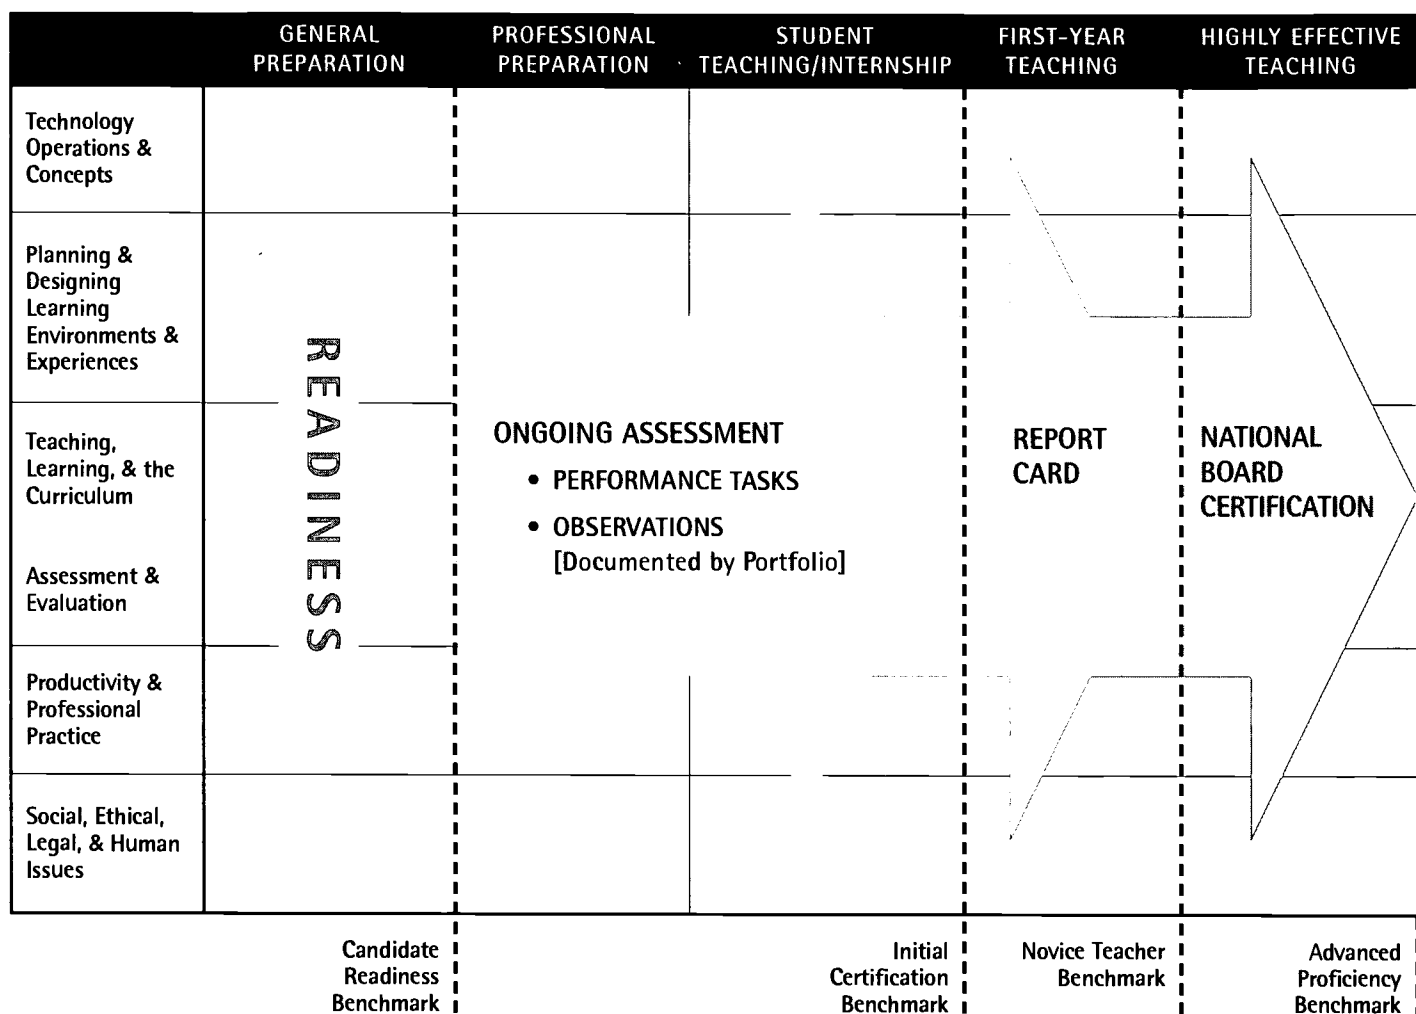 GENERAL
PREPARATION
PROFESSIONAL
PREPARATION
STUDENT
TEACHING/INTERNSHIP
FIRST-YEAR
TEACHING
HIGHLY EFFECTIVE
TEACHING
Technology
Operations &
Concepts
Planning &
Designing
Learning
Environments &
Experiences
Teaching,
Learning, & the
Curriculum
Assessment &
Evaluation
Productivity &
Professional
Practice
Social, Ethical,
Legal, & Human
Issues
READINESS
ONGOING ASSESSMENT
• PERFORMANCE TASKS
• OBSERVATIONS
[Documented by Portfolio]
REPORT
CARD
NATIONAL
BOARD
CERTIFICATION
Candidate
Readiness
Benchmark
Initial
Certification
Benchmark
Novice Teacher
Benchmark
Advanced
Proficiency
Benchmark